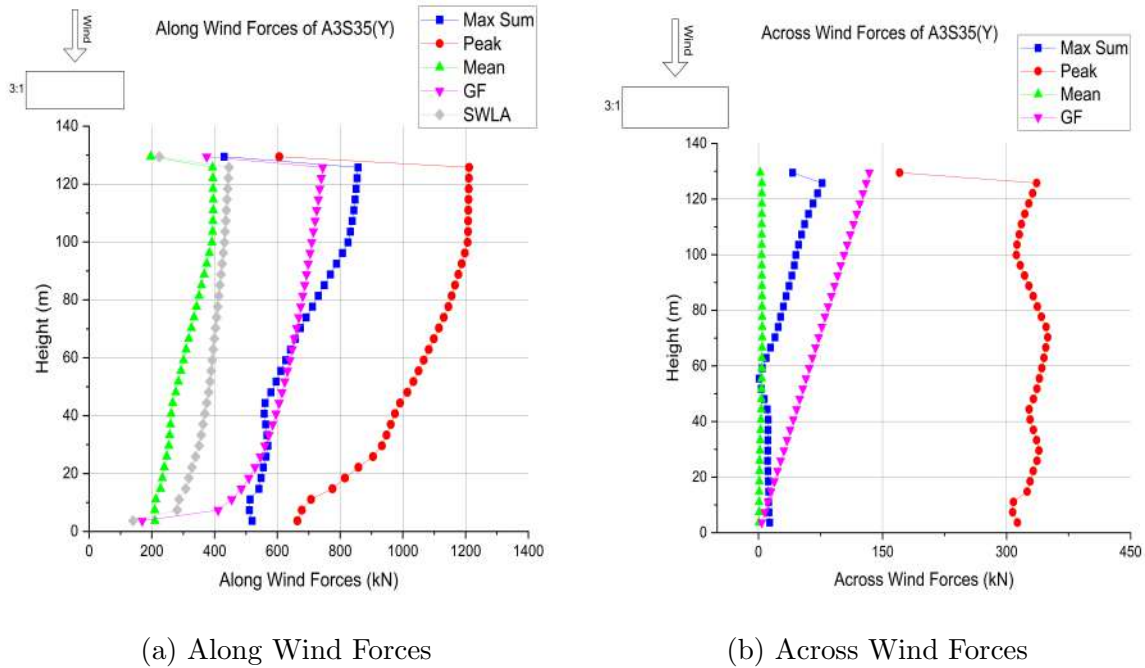 Wind
3:1
Along Wind Forces of A3S35(Y)
Max Sum
Peak
Mean
GF
SWLA
Height (m)
140
120
100
80
60
40
20
0
0 200 400 600 800 1000 1200 1400
Along Wind Forces (kN)
(a) Along Wind Forces
Wind
3:1
Across Wind Forces of A3S35(Y)
Max Sum
Peak
Mean
GF
Height (m)
140
120
100
80
60
40
20
0
0 150 300 450
Across Wind Forces (kN)
(b) Across Wind Forces